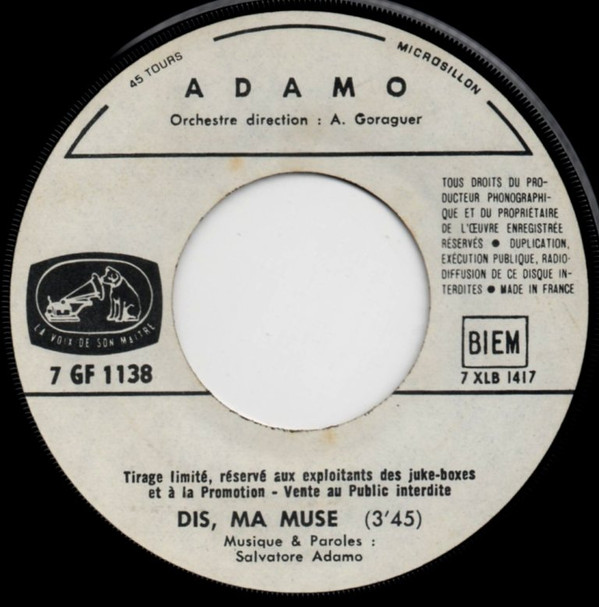 45 TOURS
MICROSILLON
ADAMO
Orchestre direction : A. Goraguer
TOUS DROITS DU PRO-
DUCTEUR PHONOGRAPHI-
QUE ET DU PROPRIÉTAIRE
DE L'ŒUVRE ENREGISTRÉE
RÉSERVÉS ● DUPLICATION,
EXÉCUTION PUBLIQUE, RADIO-
DIFFUSION DE CE DISQUE IN-
TERDITES ● MADE IN FRANCE
LA VOIX DE SON MAITRE
7 GF 1138
BIEM
7 XLB 1417
Tirage limité, réservé aux exploitants des juke-boxes
et à la Promotion - Vente au Public interdite
DIS, MA MUSE (3'45)
Musique & Paroles :
Salvatore Adamo